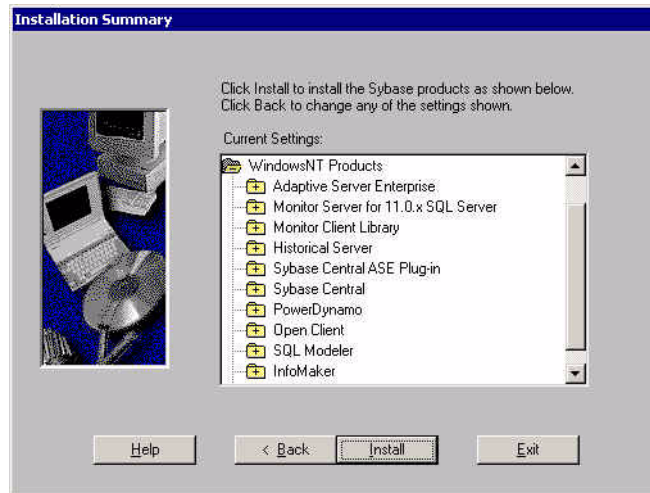 Installation Summary
Click Install to install the Sybase products as shown below.
Click Back to change any of the settings shown.
Current Settings:
WindowsNT Products
Adaptive Server Enterprise
Monitor Server for 11.0.x SQL Server
Monitor Client Library
Historical Server
Sybase Central ASE Plug-in
Sybase Central
PowerDynamo
Open Client
SQL Modeler
InfoMaker
Help
< Back
Install
Exit